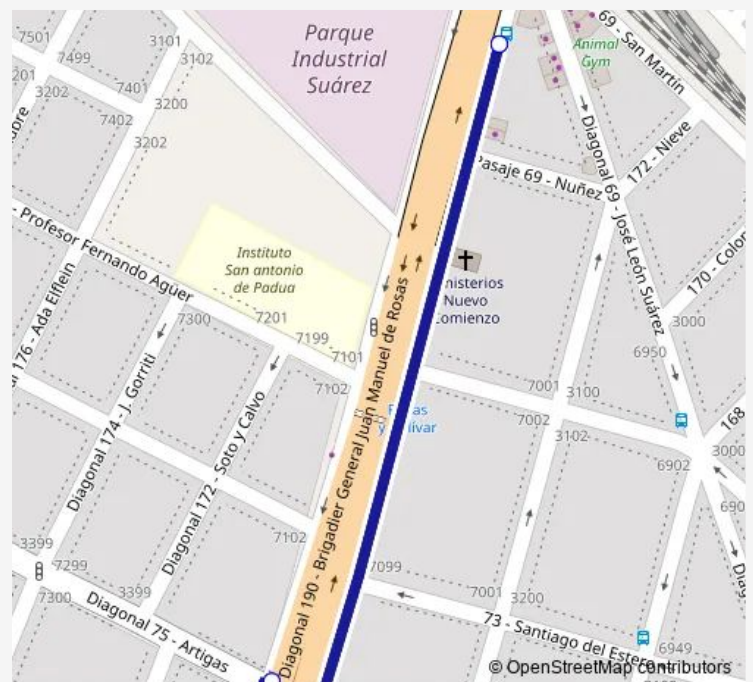 7501
7499
3101
3102
Parque
Industrial
Suárez
69 - San Martín
Animal
Gym
3202
7401
7402
3200
3202
172 - Nieve
Pasaje 69 - Nuñez
Diagonal 69 - José León Suárez
170 - Color
- Profesor Fernando Agüer
Instituto
San antonio
de Padua
7300
7201
7199
7101
7102
Nuevo
3000
6950
176 - Ada Elflein
Diagonal 174 - J. Gorriti
Diagonal 172 - Soto y Calvo
Diagonal 190 - Brigadier General Juan Manuel de Rosas
7001
3100
7002
3102
168
3000
6902
7102
3399
7299
7300
3399
7099
7001
3200
Diagonal 75 - Artigas
73 - Santiago del Estero
6949
© OpenStreetMap contributors